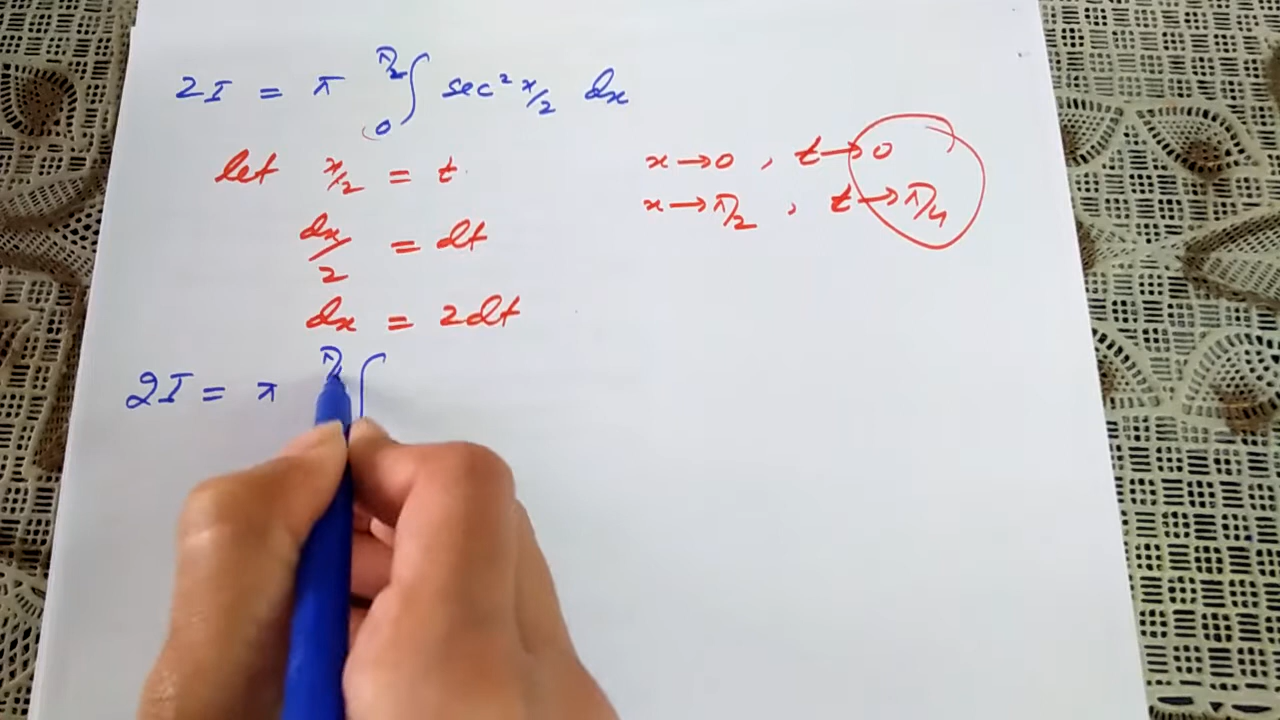 2I = π π/2∫0 sec² x/2 dx
let x/2 = t
x→0 , t→0
x→π/2 , t→π/4
dx/2 = dt
dx = 2dt
2I = π π/ ∫